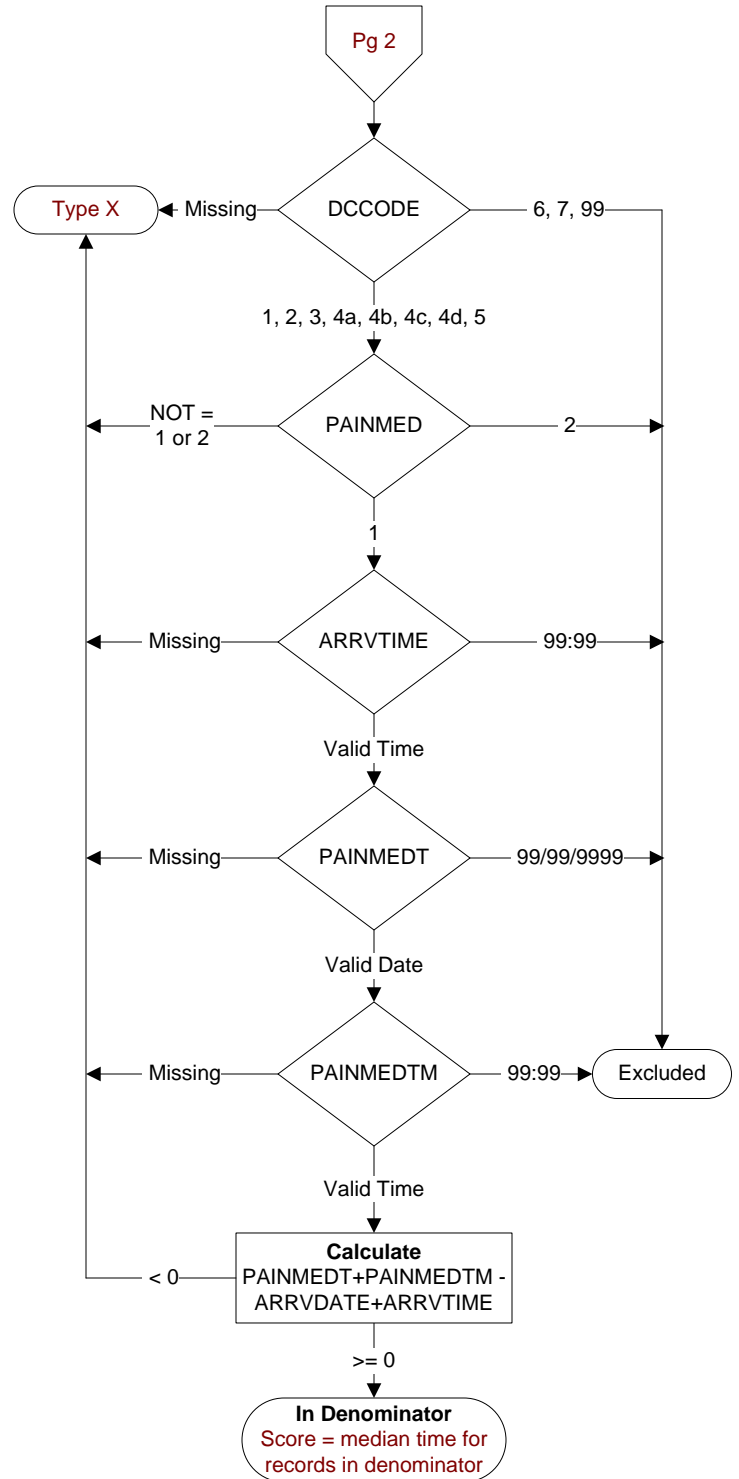 Pg 2
Type X
Missing
DCCODE
6, 7, 99
1, 2, 3, 4a, 4b, 4c, 4d, 5
NOT =
1 or 2
PAINMED
2
1
Missing
ARRVTIME
99:99
Valid Time
Missing
PAINMEDT
99/99/9999
Valid Date
Missing
PAINMEDTM
99:99
Excluded
Valid Time
Calculate
PAINMEDT+PAINMEDTM -
ARRVDATE+ARRVTIME
< 0
>= 0
In Denominator
Score = median time for
records in denominator